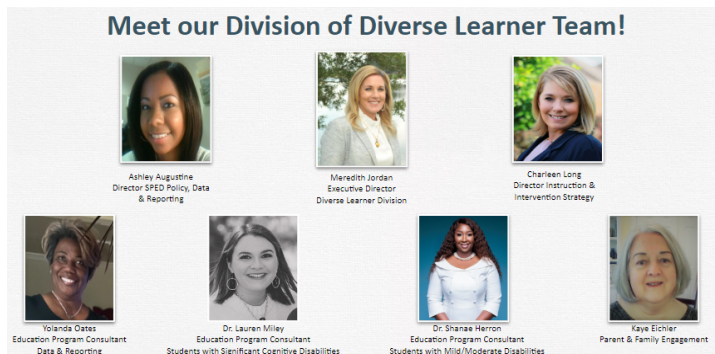 Meet our Division of Diverse Learner Team!
Ashley Augustine
Director SPED Policy, Data
& Reporting
Meredith Jordan
Executive Director
Diverse Learner Division
Charleen Long
Director Instruction &
Intervention Strategy
Yolanda Oates
Education Program Consultant
Data & Reporting
Dr. Lauren Miley
Education Program Consultant
Students with Significant Cognitive Disabilities
Dr. Shanae Herron
Education Program Consultant
Students with Mild/Moderate Disabilities
Kaye Eichler
Parent & Family Engagement